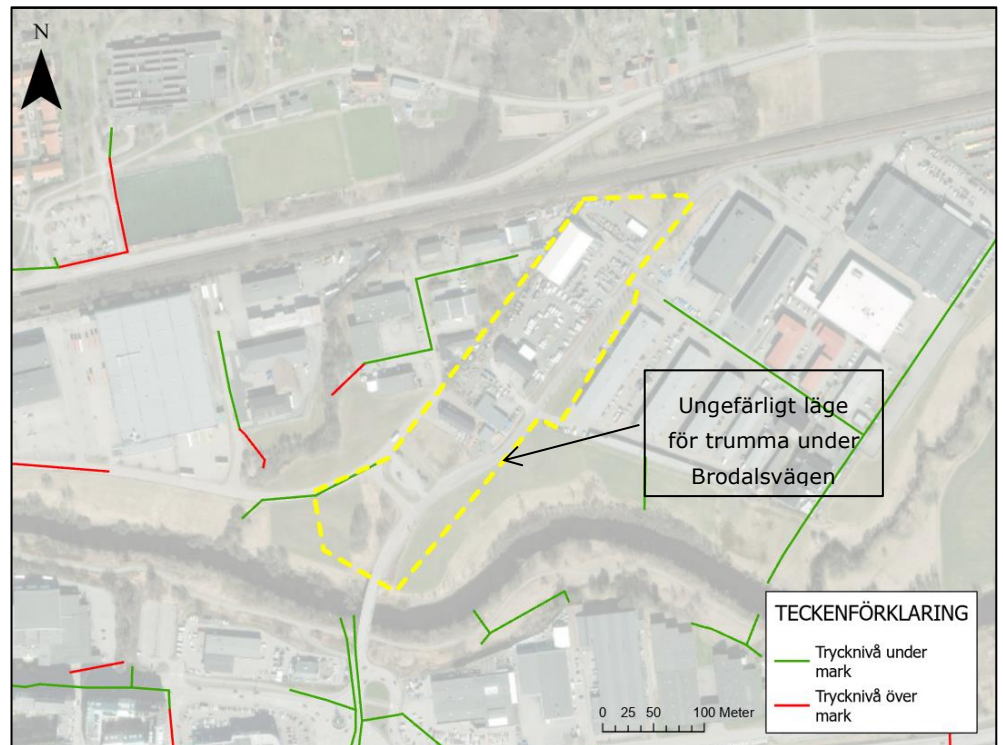 N
Ungefärligt läge
för trumma under
Brodalsvägen
TECKENFÖRKLARING
Trycknivå under
mark
Trycknivå över
mark
0 25 50 100 Meter